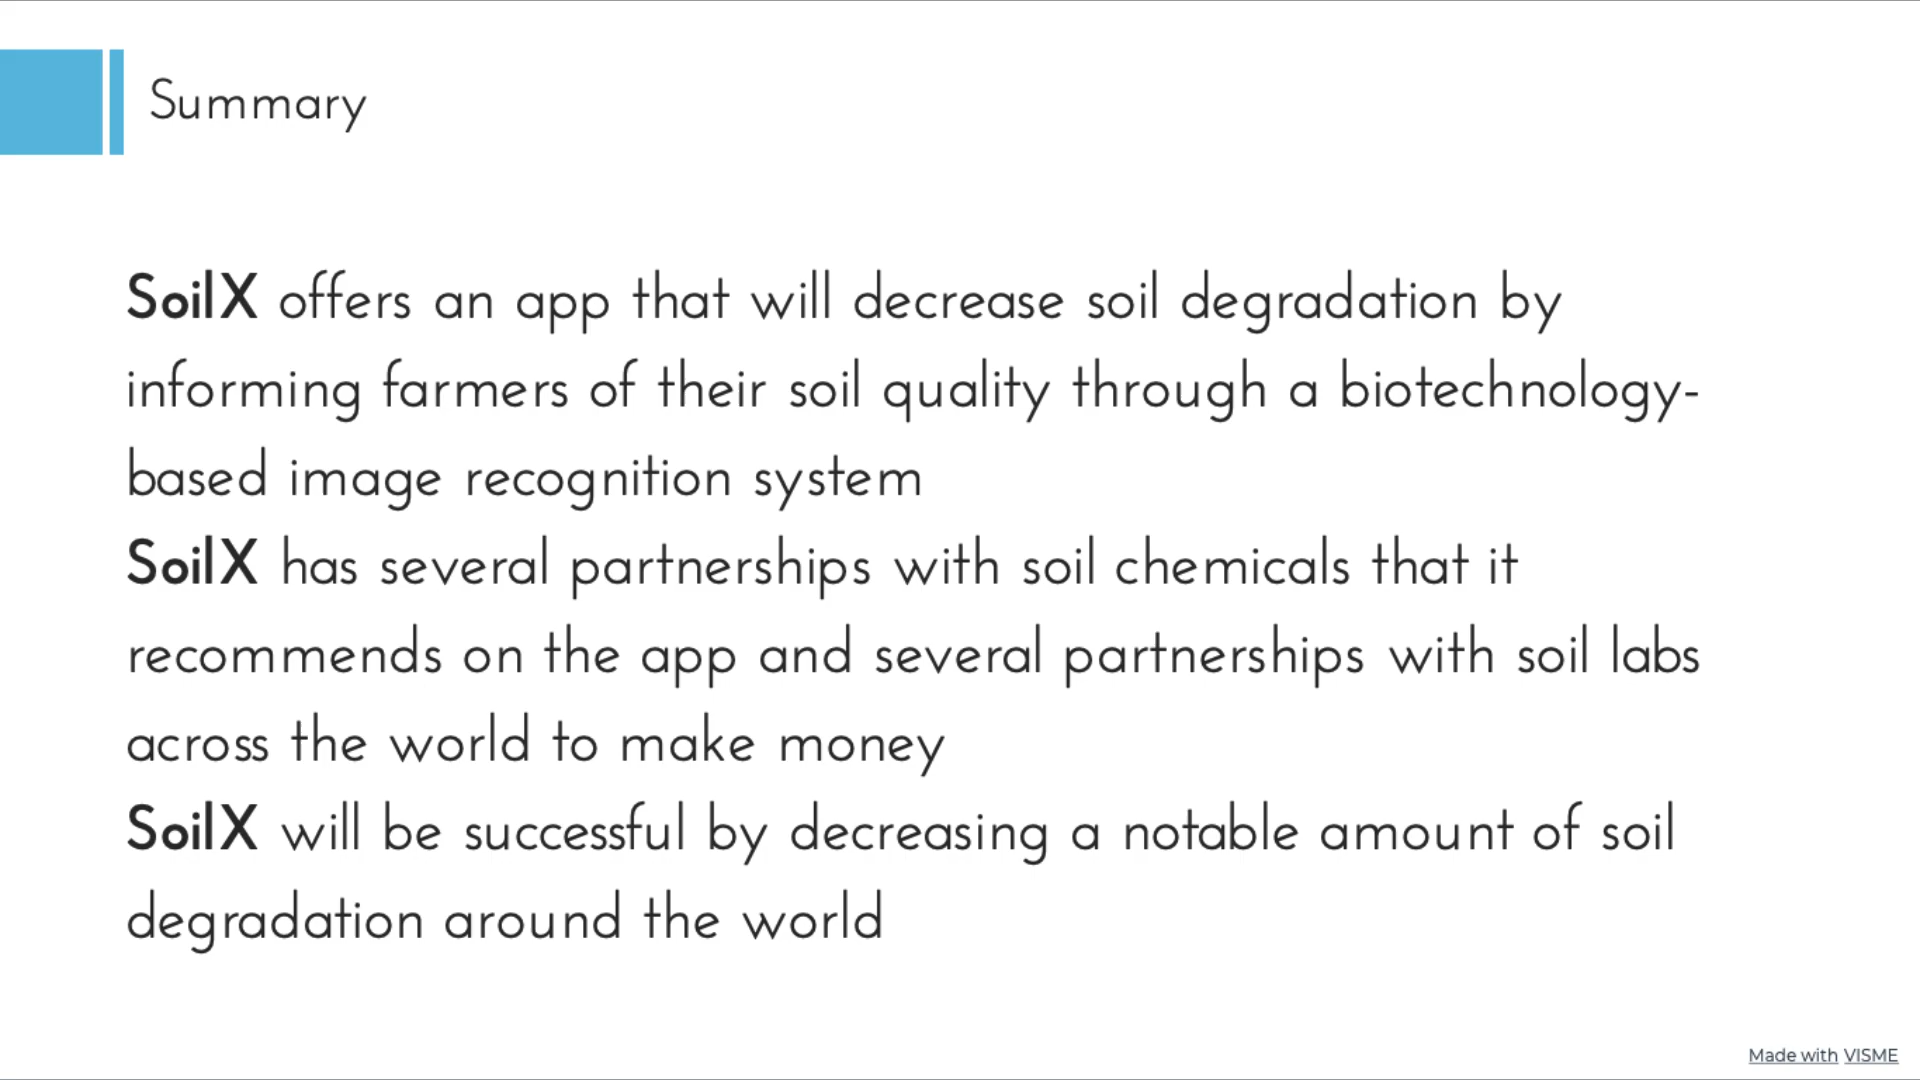 Summary
SoilX offers an app that will decrease soil degradation by
informing farmers of their soil quality through a biotechnology-
based image recognition system
SoilX has several partnerships with soil chemicals that it
recommends on the app and several partnerships with soil labs
across the world to make money
SoilX will be successful by decreasing a notable amount of soil
degradation around the world
Made with VISME